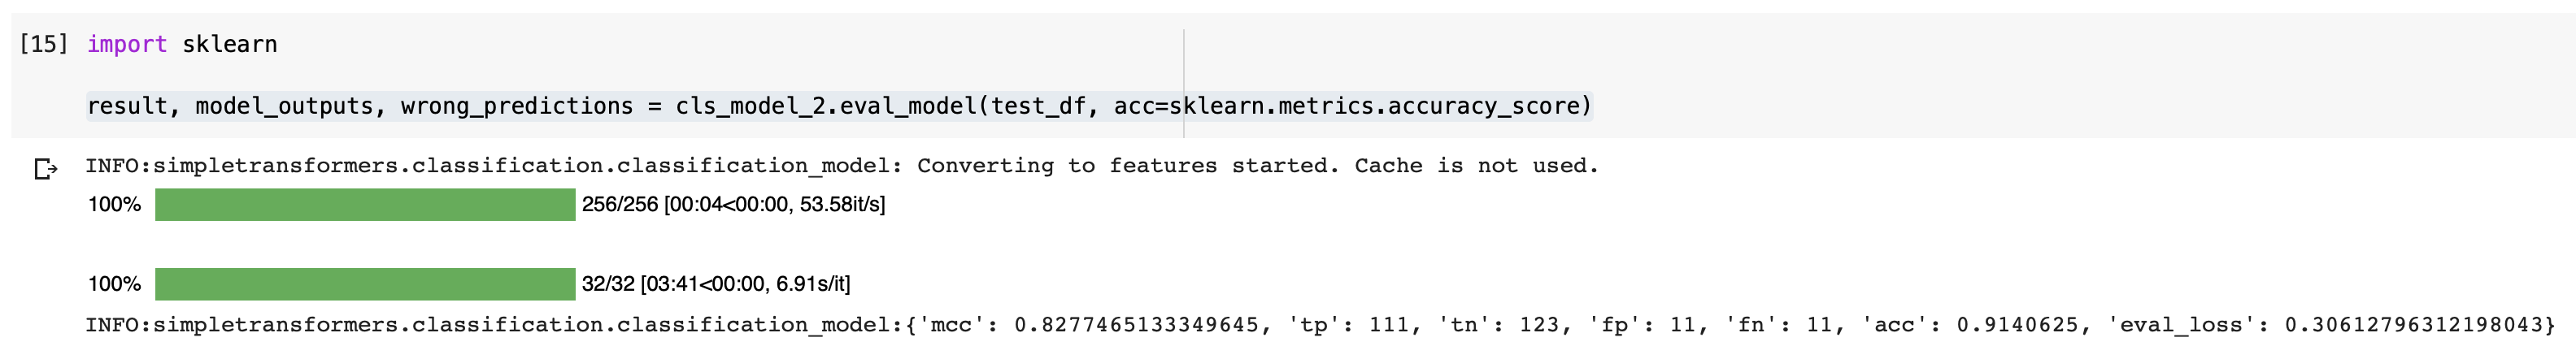 [15] import sklearn
result, model_outputs, wrong_predictions = cls_model_2.eval_model(test_df, acc=sklearn.metrics.accuracy_score)
INFO:simpletransformers.classification.classification_model: Converting to features started. Cache is not used.
100% 256/256 [00:04<00:00, 53.58it/s]
100% 32/32 [03:41<00:00, 6.91s/it]
INFO:simpletransformers.classification.classification_model:{'mcc': 0.8277465133349645, 'tp': 111, 'tn': 123, 'fp': 11, 'fn': 11, 'acc': 0.9140625, 'eval_loss': 0.30612796312198043}